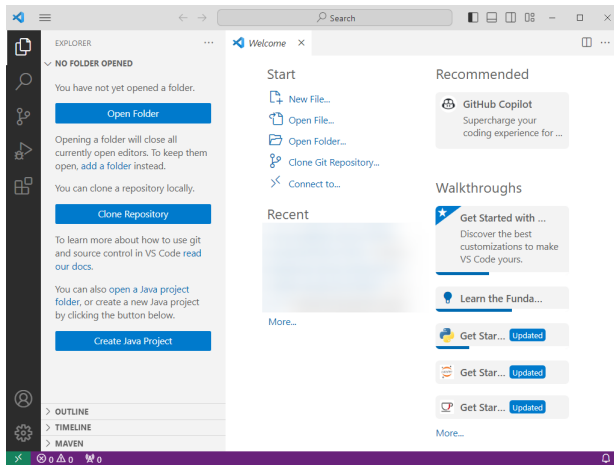 Search
EXPLORER
Welcome
NO FOLDER OPENED
You have not yet opened a folder.
Open Folder
Opening a folder will close all
currently open editors. To keep them
open, add a folder instead.
You can clone a repository locally.
Clone Repository
To learn more about how to use git
and source control in VS Code read
our docs.
You can also open a Java project
folder, or create a new Java project
by clicking the button below.
Create Java Project
OUTLINE
TIMELINE
MAVEN
Start
New File...
Open File...
Open Folder...
Clone Git Repository...
Connect to...
Recent
More...
Recommended
GitHub Copilot
Supercharge your
coding experience for ...
Walkthroughs
Get Started with ...
Discover the best
customizations to make
VS Code yours.
Learn the Funda...
Get Star... Updated
Get Star... Updated
Get Star... Updated
More...
0 0 0